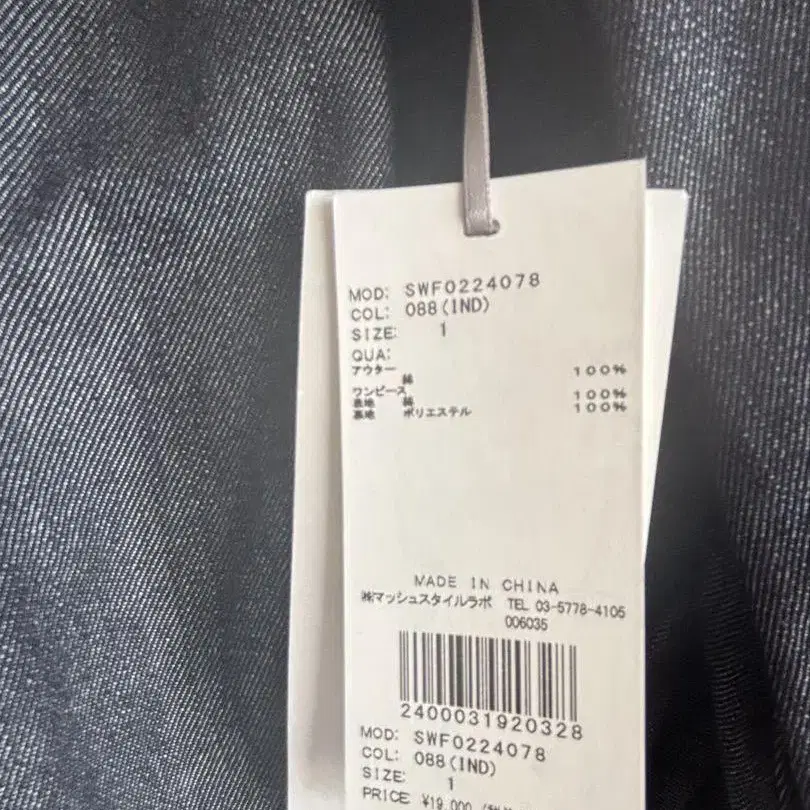 MOD: SWF0224078
COL: 088(IND)
SIZE: 1
QUA:
アウター 100%
綿
ワンピース
表地 綿 100%
裏地 ポリエステル 100%
MADE IN CHINA
㈱マッシュスタイルラボ TEL 03-5778-4105
006035
2400031920328
MOD: SWF0224078
COL: 088(IND)
SIZE: 1
PRICE ¥19,000